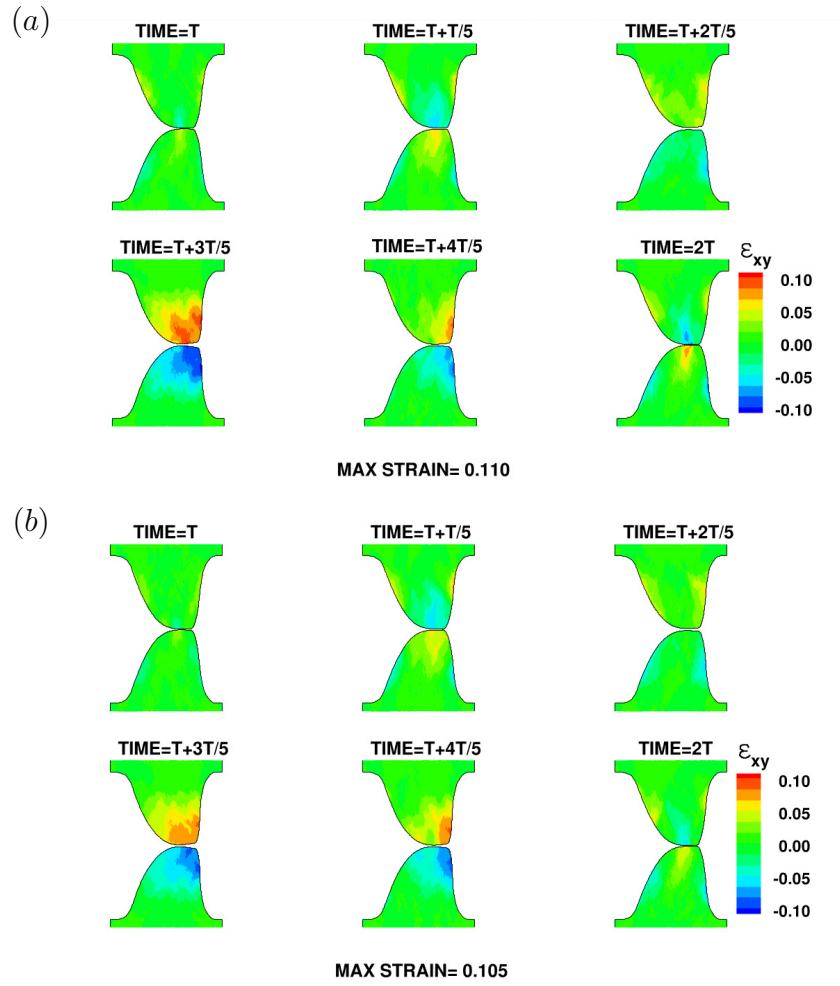 (a)
TIME=T TIME=T+T/5 TIME=T+2T/5
TIME=T+3T/5 TIME=T+4T/5 TIME=2T
Ɛxy
0.10
0.05
0.00
-0.05
-0.10
MAX STRAIN= 0.110
(b)
TIME=T TIME=T+T/5 TIME=T+2T/5
TIME=T+3T/5 TIME=T+4T/5 TIME=2T
Ɛxy
0.10
0.05
0.00
-0.05
-0.10
MAX STRAIN= 0.105